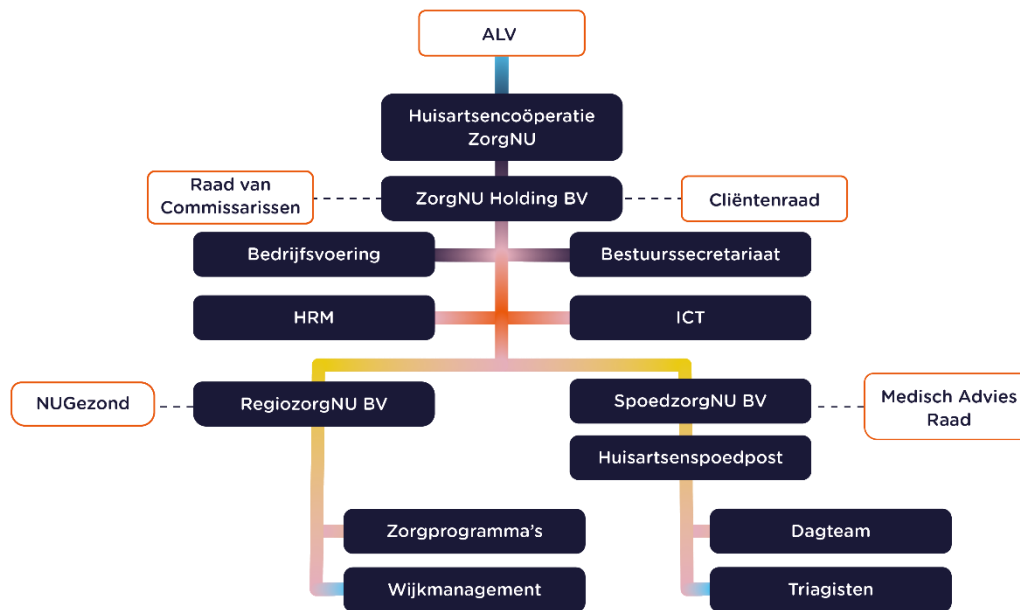 ALV
Huisartsencoöperatie
ZorgNU
Raad van
Commissarissen
ZorgNU Holding BV
Cliëntenraad
Bedrijfsvoering
Bestuurssecretariaat
HRM
ICT
NUGezond
RegiozorgNU BV
SpoedzorgNU BV
Medisch Advies
Raad
Huisartsenspoedpost
Zorgprogramma's
Dagteam
Wijkmanagement
Triagisten